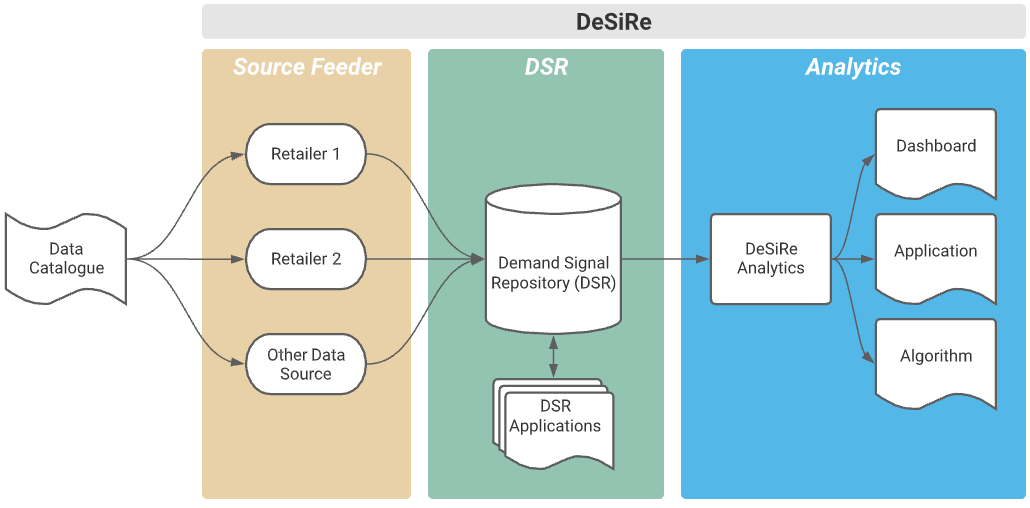 DeSiRe
Source Feeder
DSR
Analytics
Data
Catalogue
Retailer 1
Retailer 2
Other Data
Source
Demand Signal
Repository (DSR)
DSR
Applications
DeSiRe
Analytics
Dashboard
Application
Algorithm